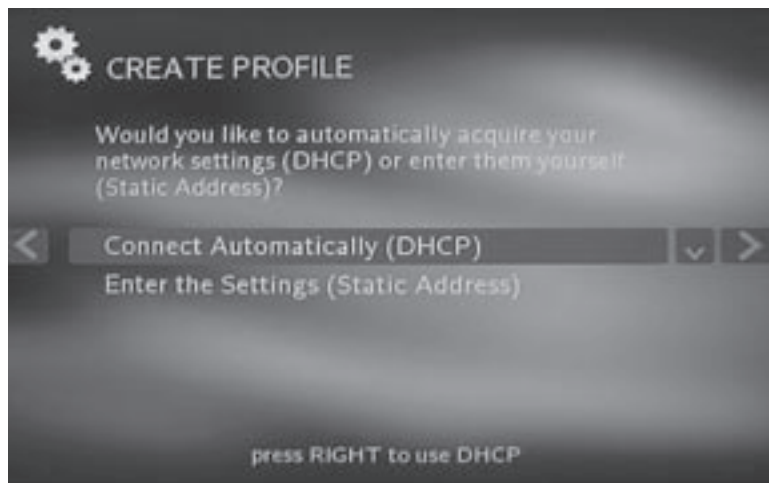 CREATE PROFILE
Would you like to automatically acquire your
network settings (DHCP) or enter them yourself
(Static Address)?
Connect Automatically (DHCP)
Enter the Settings (Static Address)
press RIGHT to use DHCP